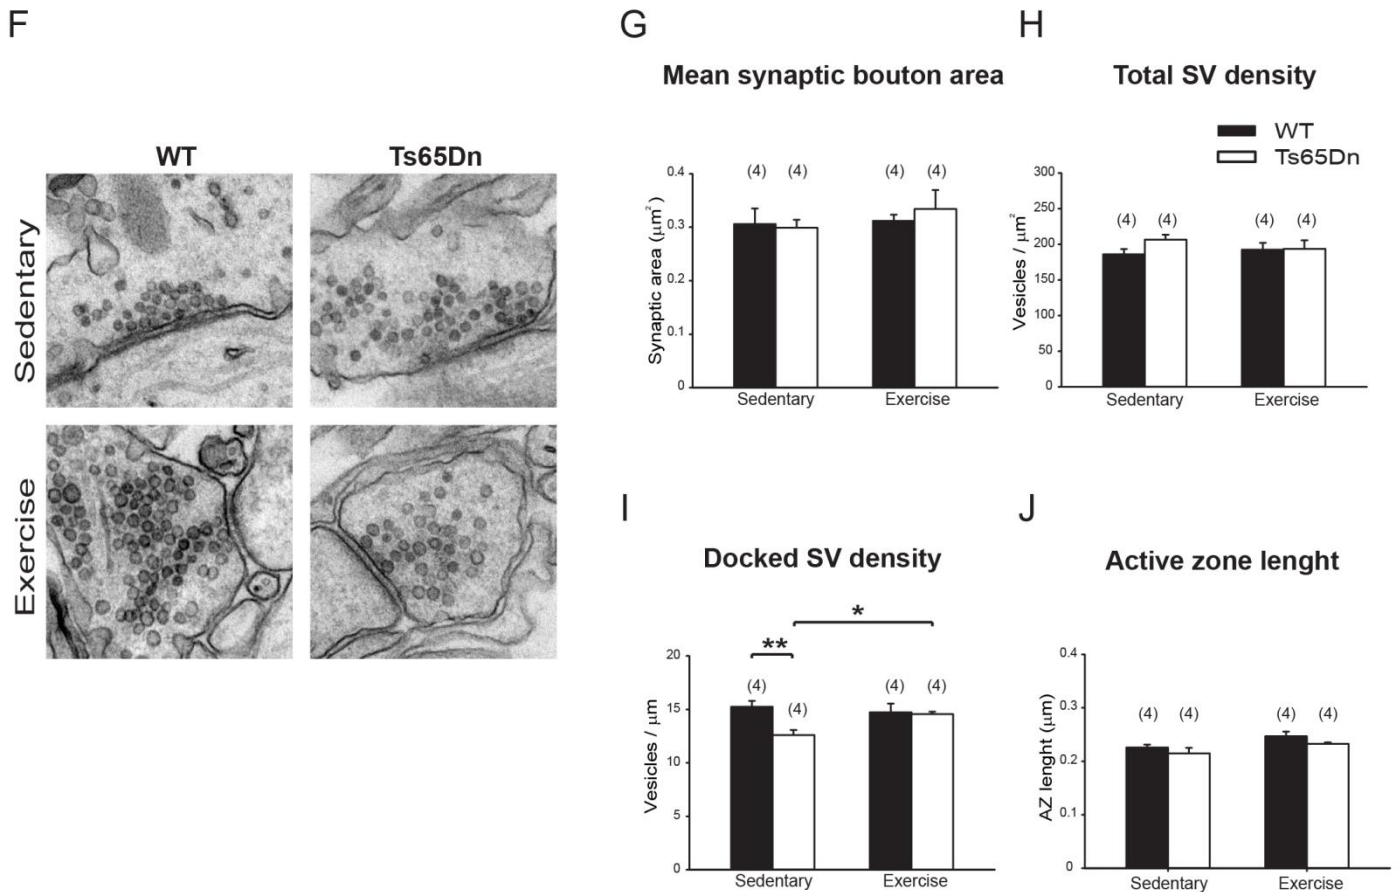 F
WT
Ts65Dn
Sedentary
Exercise
G
Mean synaptic bouton area
Synaptic area (μm²)
0.4
0.3
0.2
0.1
0
(4) (4) (4) (4)
Sedentary Exercise
H
Total SV density
WT
Ts65Dn
Vesicles / μm²
300
250
200
150
100
50
0
(4) (4) (4) (4)
Sedentary Exercise
I
Docked SV density
** *
Vesicles / μm
20
15
10
5
0
(4) (4) (4) (4)
Sedentary Exercise
J
Active zone lenght
AZ lenght (μm)
0.4
0.3
0.2
0.1
0
(4) (4) (4) (4)
Sedentary Exercise